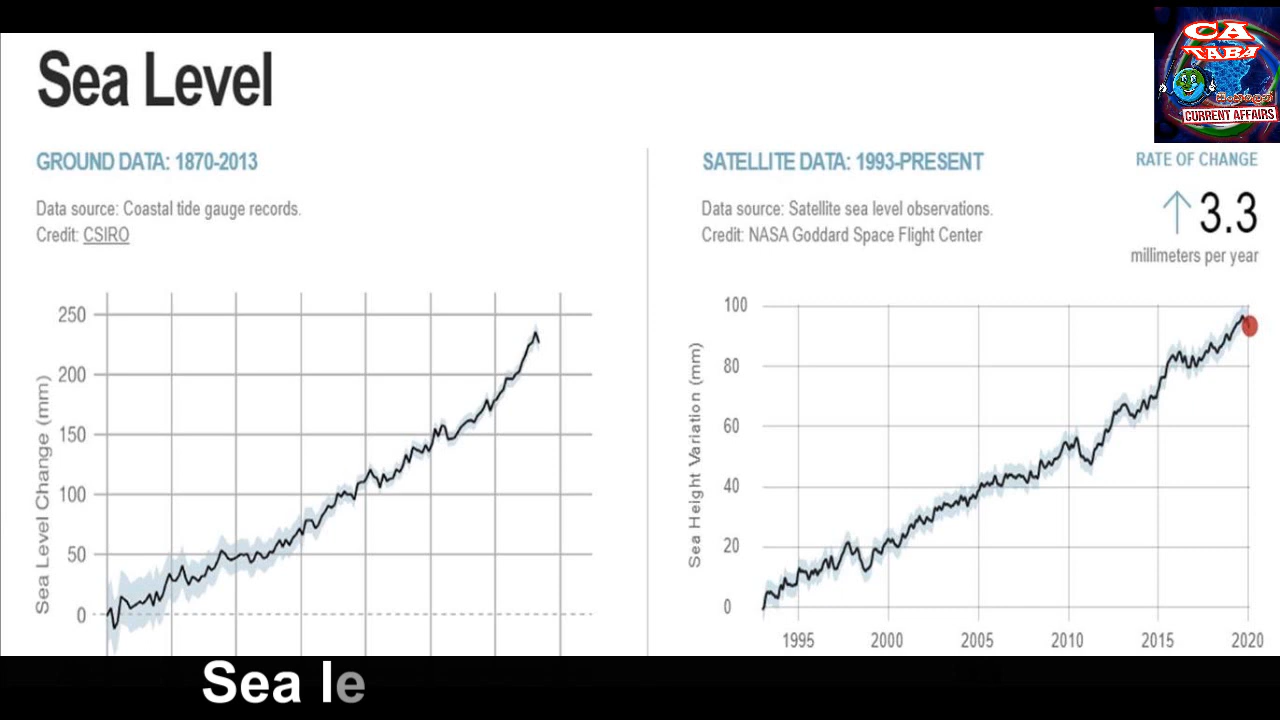 Sea Level
GROUND DATA: 1870-2013
Data source: Coastal tide gauge records.
Credit: CSIRO
250
200
150
100
50
0
Sea Level Change (mm)
SATELLITE DATA: 1993-PRESENT
Data source: Satellite sea level observations.
Credit: NASA Goddard Space Flight Center
RATE OF CHANGE
↑ 3.3
millimeters per year
100
80
60
40
20
0
Sea Height Variation (mm)
1995 2000 2005 2010 2015 2020
CA
TABA
CURRENT AFFAIRS
Sea le